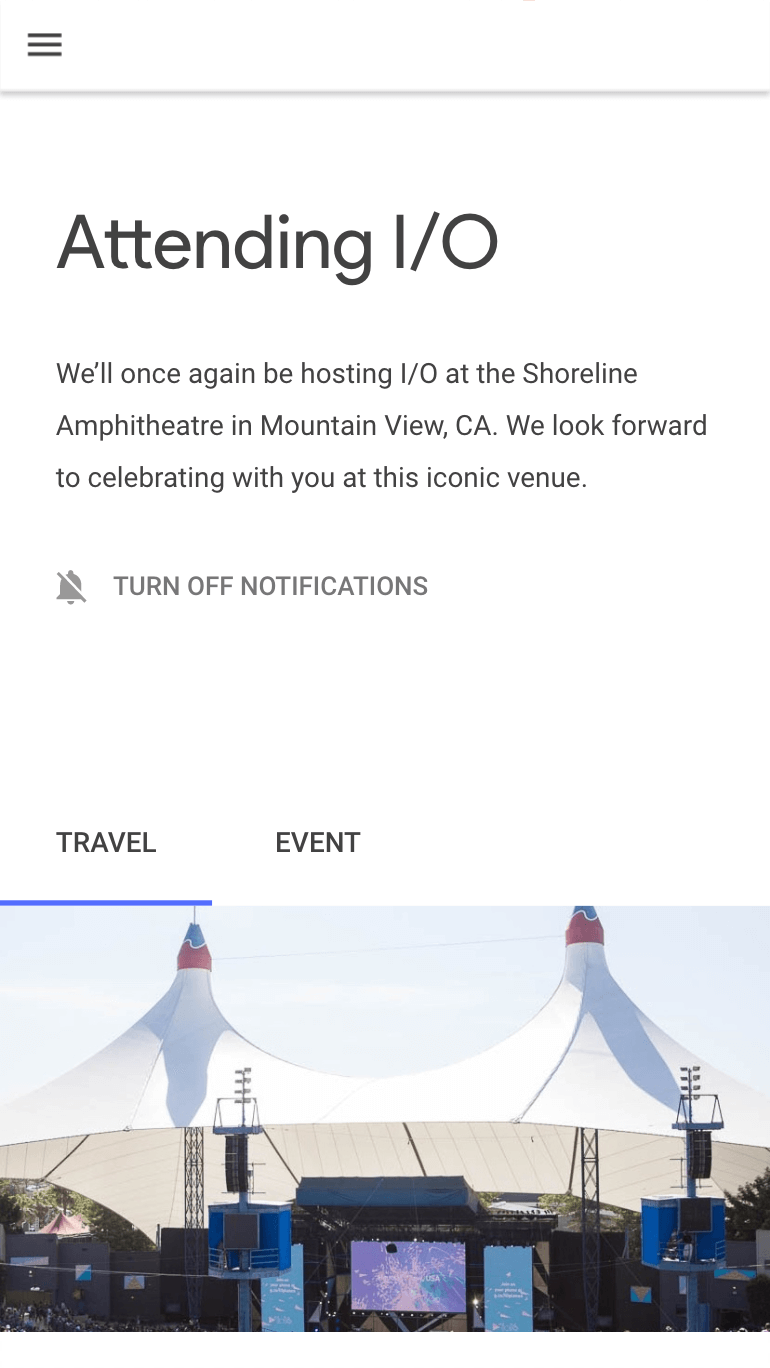 Attending I/O
We’ll once again be hosting I/O at the Shoreline
Amphitheatre in Mountain View, CA. We look forward
to celebrating with you at this iconic venue.
TURN OFF NOTIFICATIONS
TRAVEL
EVENT